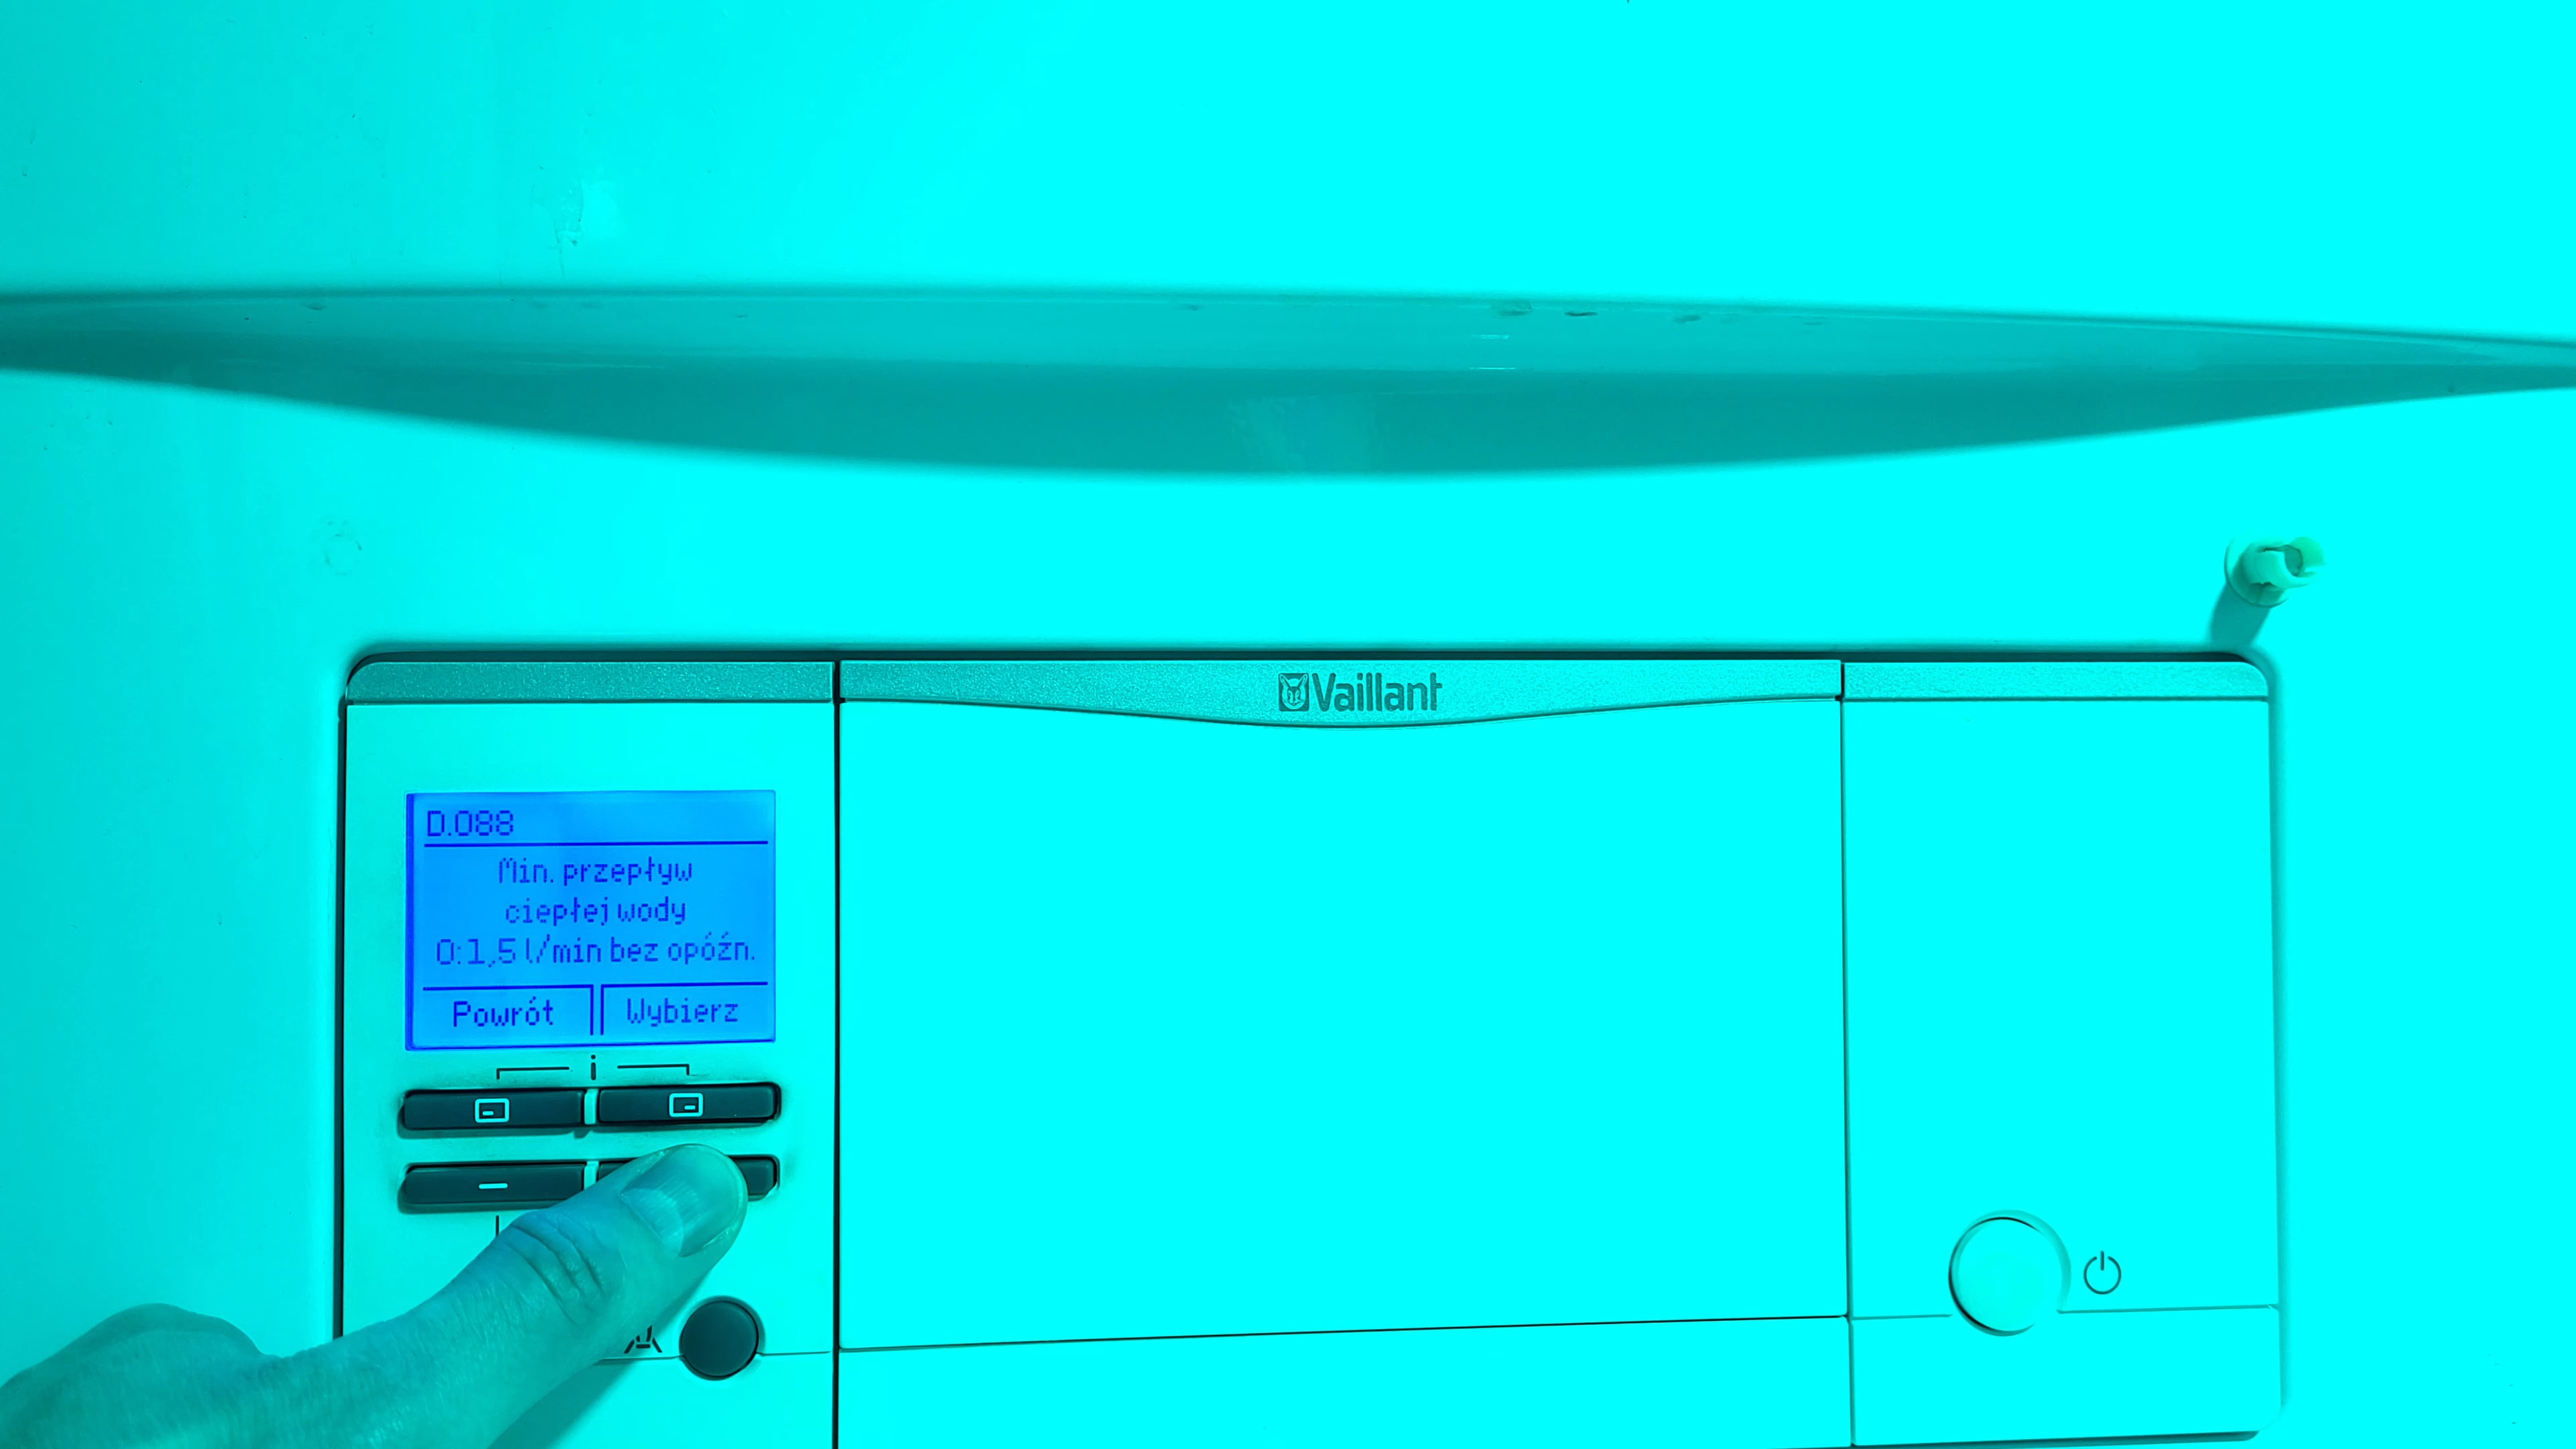 Vaillant
D.088
Min. przepływ
ciepłej wody
0:1,5 l/min bez opóźn.
Powrót Wybierz
i